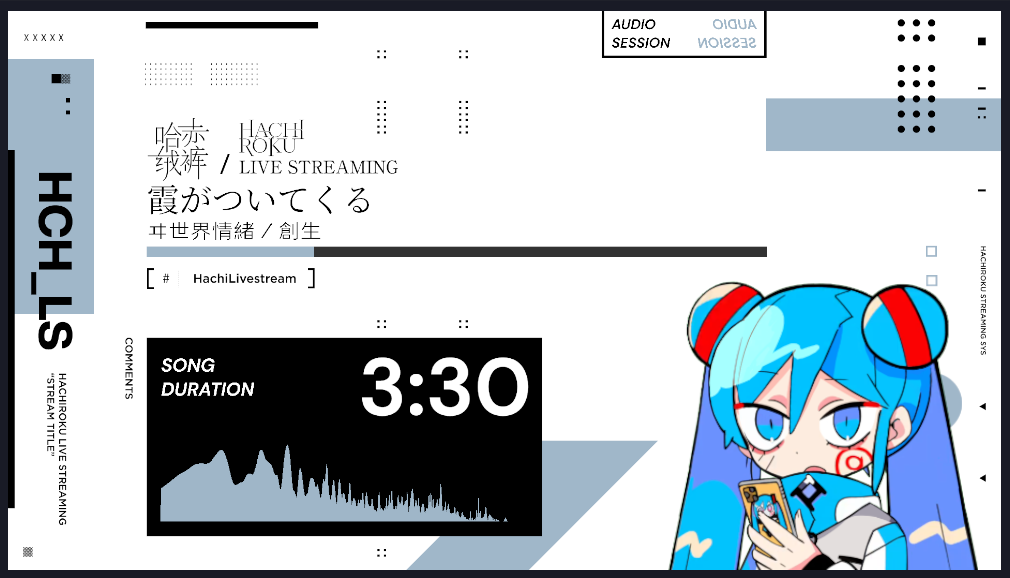 XXXXX
AUDIO
SESSION
AUDIO
SESSION
HCH_LS
哈赤
绒裤
/
HACHI
ROKU
LIVE STREAMING
霞がついてくる
ヰ世界情緒 / 創生
[ # HachiLivestream ]
COMMENTS
HACHIROKU LIVE STREAMING
"STREAM TITLE"
SONG
DURATION
3:30
HACHIROKU STREAMING SYS
@